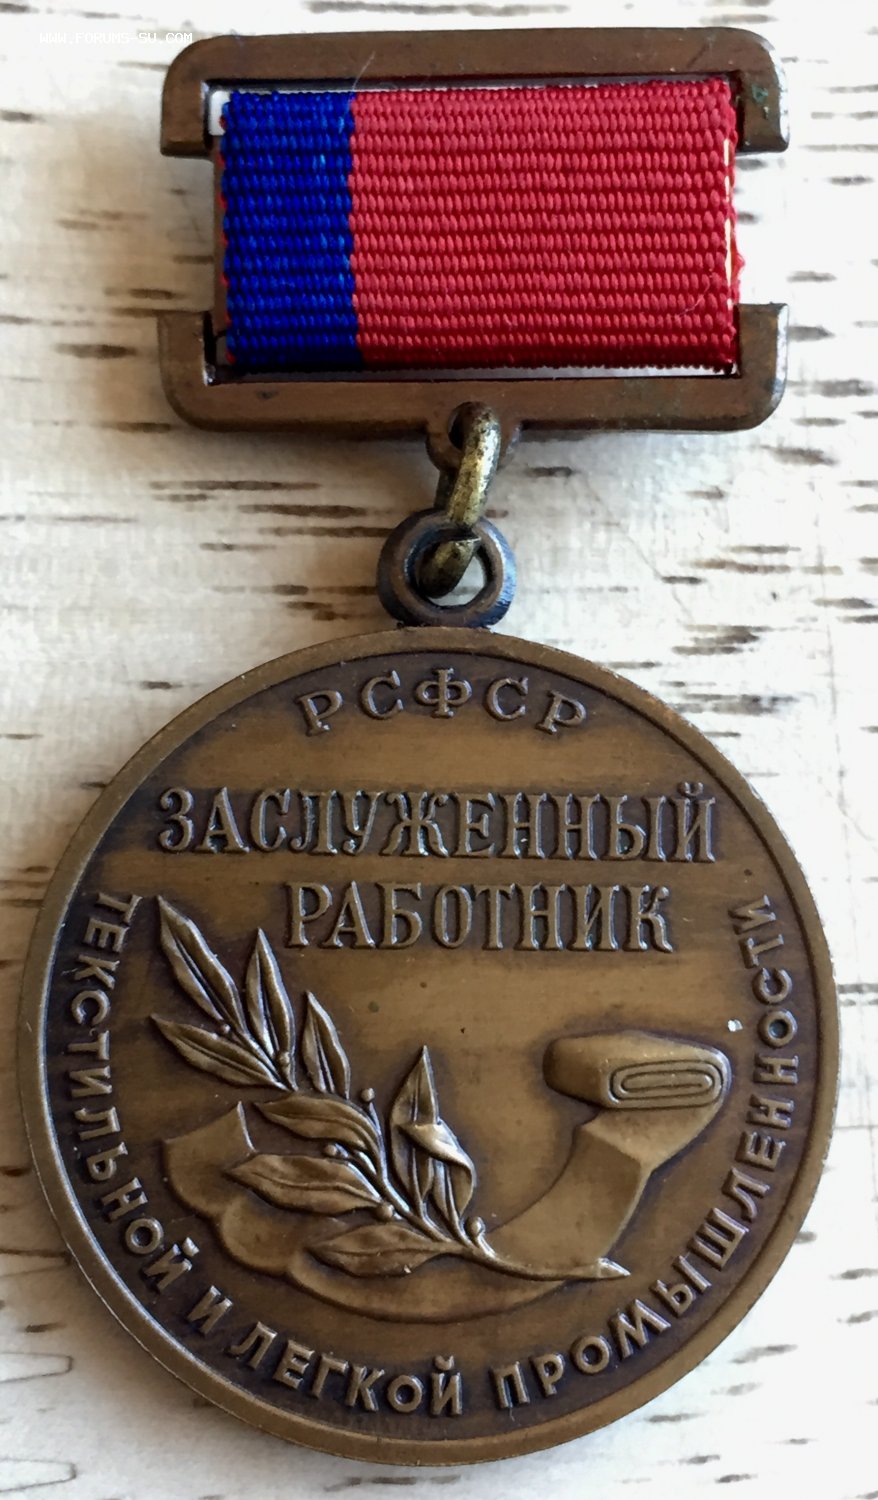 WWW.FORUMS-SU.COM
РСФСР
ЗАСЛУЖЕННЫЙ
РАБОТНИК
ТЕКСТИЛЬНОЙ И ЛЕГКОЙ ПРОМЫШЛЕННОСТИ